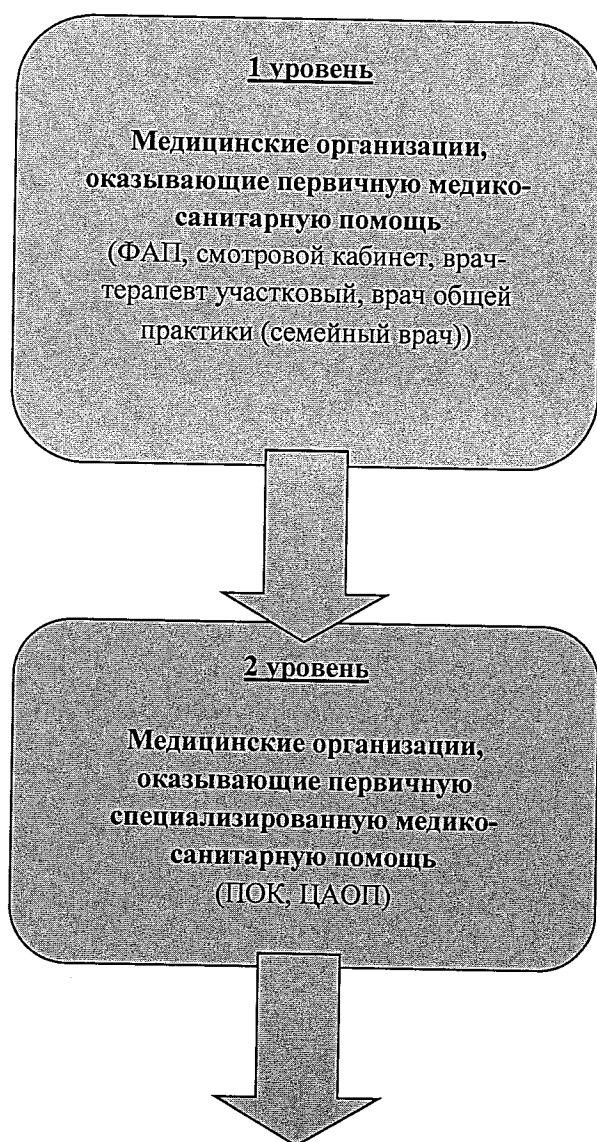 1 уровень
Медицинские организации,
оказывающие первичную медико-
санитарную помощь
(ФАП, смотровой кабинет, врач-
терапевт участковый, врач общей
практики (семейный врач))
2 уровень
Медицинские организации,
оказывающие первичную
специализированную медико-
санитарную помощь
(ПОК, ЦАОП)